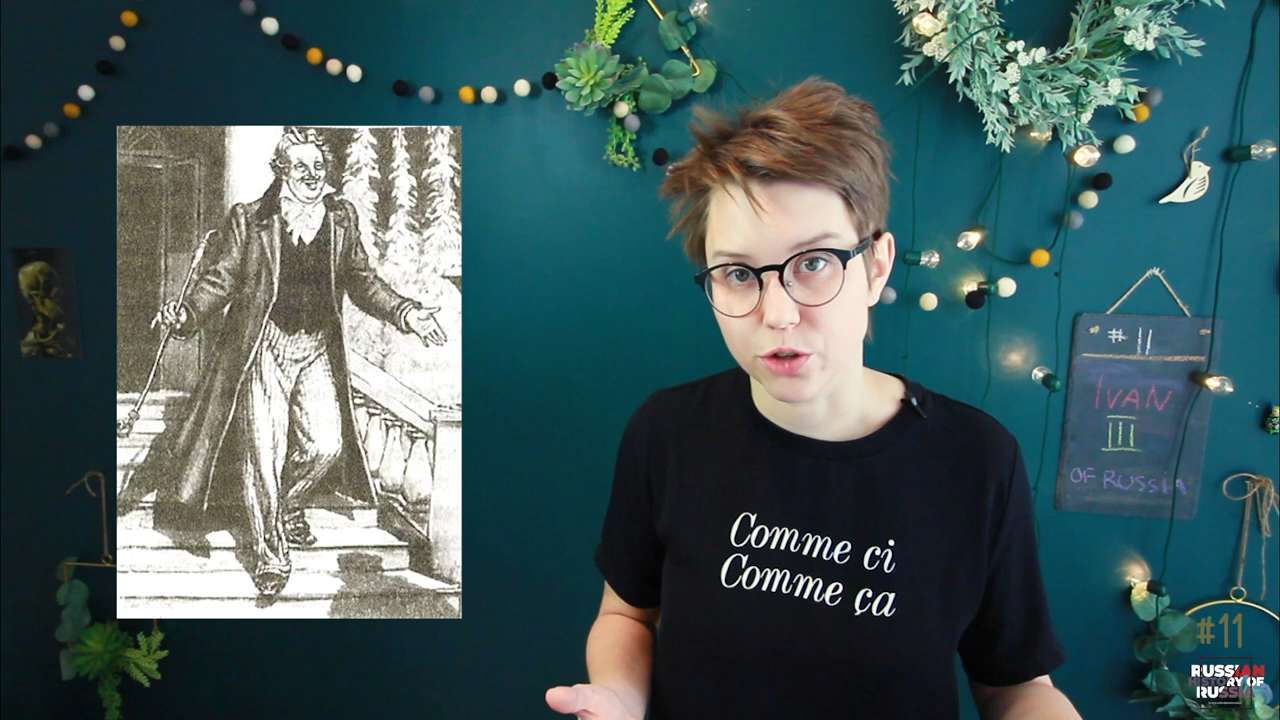 # 11
IVAN
III
OF RUSSIA
Comme ci
Comme ça
#11
RUSSIAN
HISTORY OF
RUSSIA